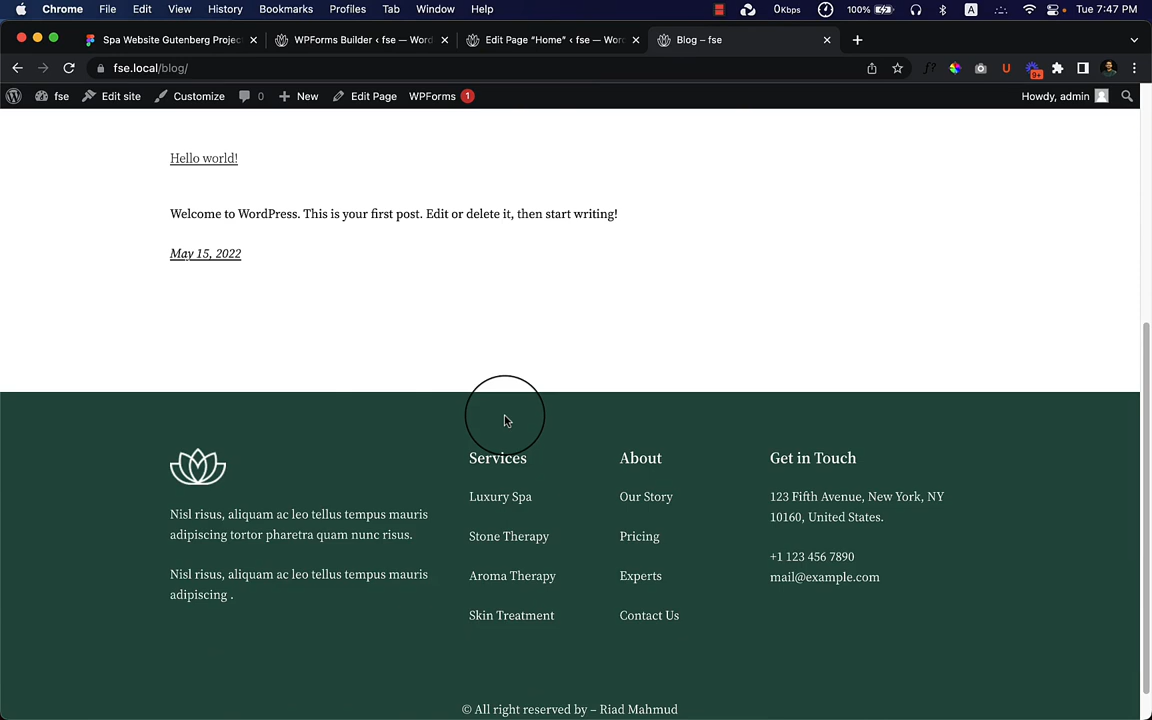 Chrome File Edit View History Bookmarks Profiles Tab Window Help 0Kbps 100% A Tue 7:47 PM
Spa Website Gutenberg Projec WPForms Builder ‹ fse — Word Edit Page “Home” ‹ fse — Word Blog – fse
fse.local/blog/ f? U 9+
fse Edit site Customize 0 New Edit Page WPForms 1 Howdy, admin
Hello world!
Welcome to WordPress. This is your first post. Edit or delete it, then start writing!
May 15, 2022
Services About Get in Touch
Nisl risus, aliquam ac leo tellus tempus mauris
adipiscing tortor pharetra quam nunc risus.
Nisl risus, aliquam ac leo tellus tempus mauris
adipiscing .
Luxury Spa
Stone Therapy
Aroma Therapy
Skin Treatment
Our Story
Pricing
Experts
Contact Us
123 Fifth Avenue, New York, NY
10160, United States.
+1 123 456 7890
mail@example.com
© All right reserved by – Riad Mahmud